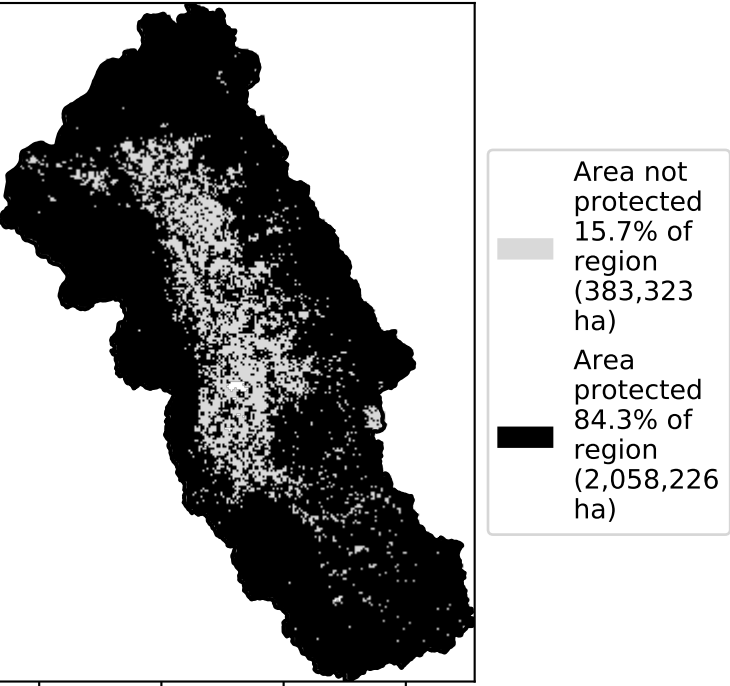 Area not
protected
15.7% of
region
(383,323
ha)
Area
protected
84.3% of
region
(2,058,226
ha)